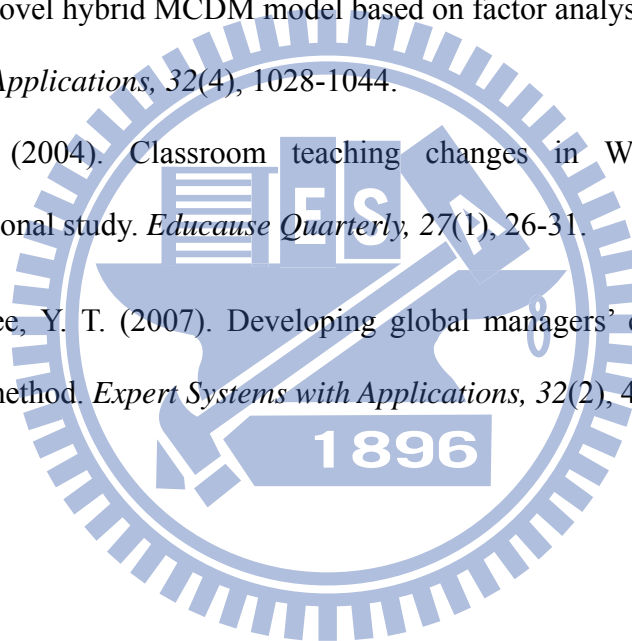 ovel hybrid MCDM model based on factor analys
Applications, 32(4), 1028-1044.
(2004). Classroom teaching changes in W
onal study. Educause Quarterly, 27(1), 26-31.
ee, Y. T. (2007). Developing global managers’
method. Expert Systems with Applications, 32(2), 4
ES
1896